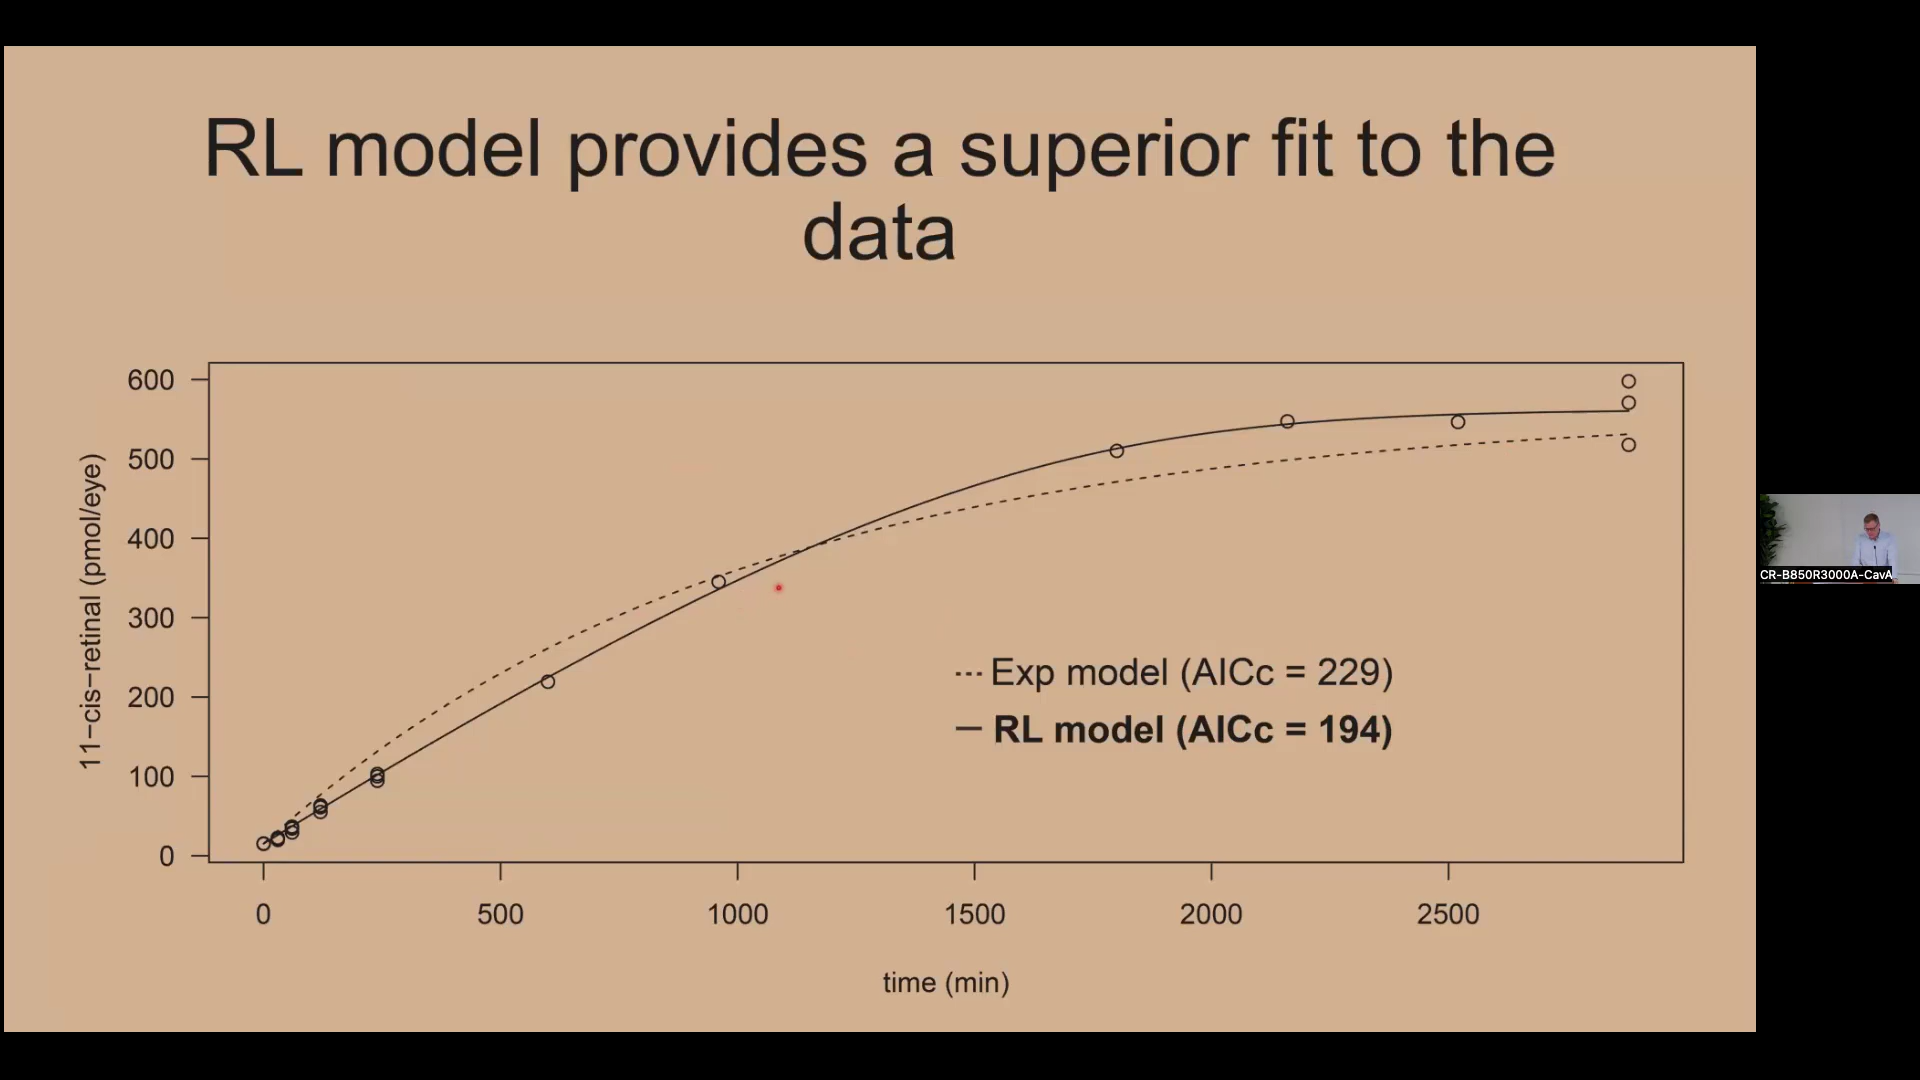 RL model provides a superior fit to the
data
600
500
400
300
200
100
0
11−cis−retinal (pmol/eye)
Exp model (AICc = 229)
RL model (AICc = 194)
0 500 1000 1500 2000 2500
time (min)
CR-B850R3000A-CavA